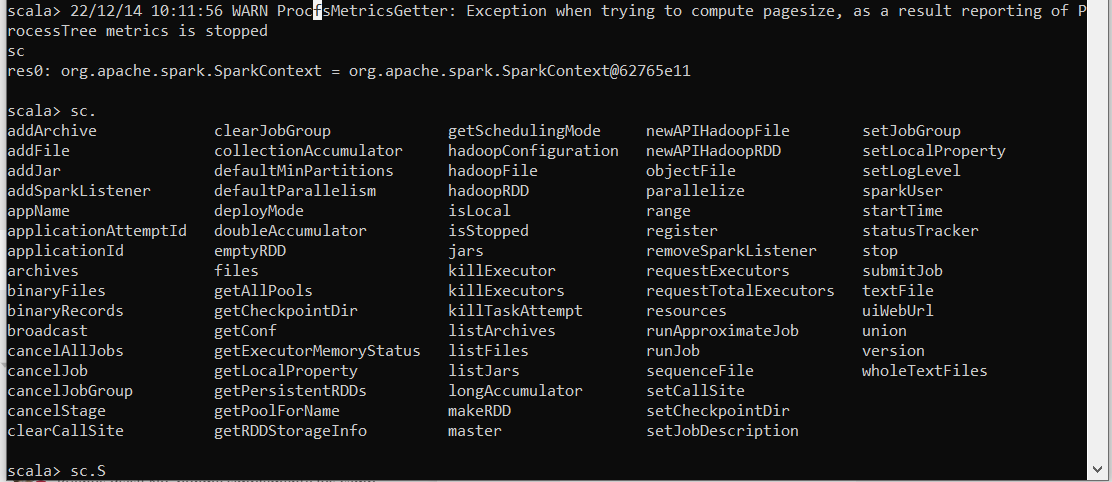 scala> 22/12/14 10:11:56 WARN ProcfsMetricsGetter: Exception when trying to compute pagesize, as a result reporting of P
rocessTree metrics is stopped
sc
res0: org.apache.spark.SparkContext = org.apache.spark.SparkContext@62765e11
scala> sc.
addArchive clearJobGroup getSchedulingMode newAPIHadoopFile setJobGroup
addFile collectionAccumulator hadoopConfiguration newAPIHadoopRDD setLocalProperty
addJar defaultMinPartitions hadoopFile objectFile setLogLevel
addSparkListener defaultParallelism hadoopRDD parallelize sparkUser
appName deployMode isLocal range startTime
applicationAttemptId doubleAccumulator isStopped register statusTracker
applicationId emptyRDD jars removeSparkListener stop
archives files killExecutor requestExecutors submitJob
binaryFiles getAllPools killExecutors requestTotalExecutors textFile
binaryRecords getCheckpointDir killTaskAttempt resources uiWebUrl
broadcast getConf listArchives runApproximateJob union
cancelAllJobs getExecutorMemoryStatus listFiles runJob version
cancelJob getLocalProperty listJars sequenceFile wholeTextFiles
cancelJobGroup getPersistentRDDs longAccumulator setCallSite
cancelStage getPoolForName makeRDD setCheckpointDir
clearCallSite getRDDStorageInfo master setJobDescription
scala> sc.S